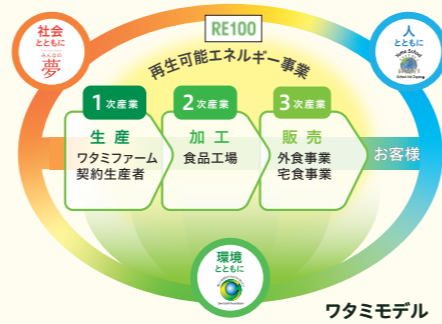 RE100
再生可能エネルギー事業
社会
とともに
みんなの
夢
人
とともに
1次産業
2次産業
3次産業
生産
加工
販売
ワタミファーム
契約生産者
食品工場
外食事業
宅食事業
お客様
環境
とともに
ワタミモデル